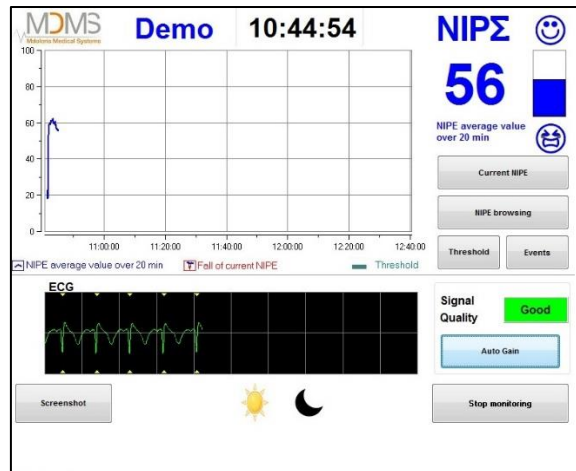 MDMS
Mdoloris Medical Systems
Demo
10:44:54
NIPΣ
56
NIPE average value
over 20 min
100
80
60
40
20
0
11:00:00
11:20:00
11:40:00
12:00:00
12:20:00
12:40:00
NIPE average value over 20 min
Fall of current NIPE
Threshold
Current NIPE
NIPE browsing
Threshold
Events
ECG
Signal
Quality
Good
Auto Gain
Screenshot
Stop monitoring